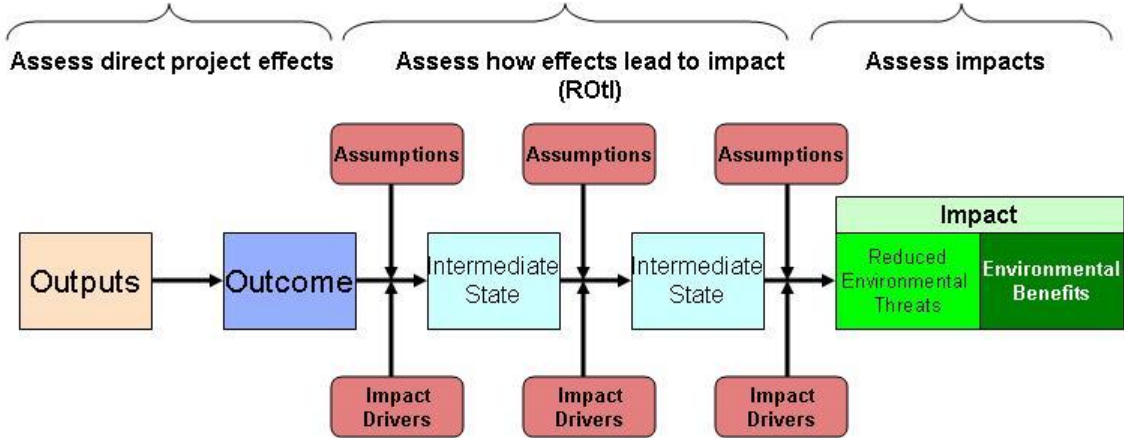 Assess direct project effects
Assess how effects lead to impact
(ROtI)
Assess impacts
Assumptions
Assumptions
Assumptions
Outputs
Outcome
Intermediate
State
Intermediate
State
Impact
Reduced
Environmental
Threats
Environmental
Benefits
Impact
Drivers
Impact
Drivers
Impact
Drivers